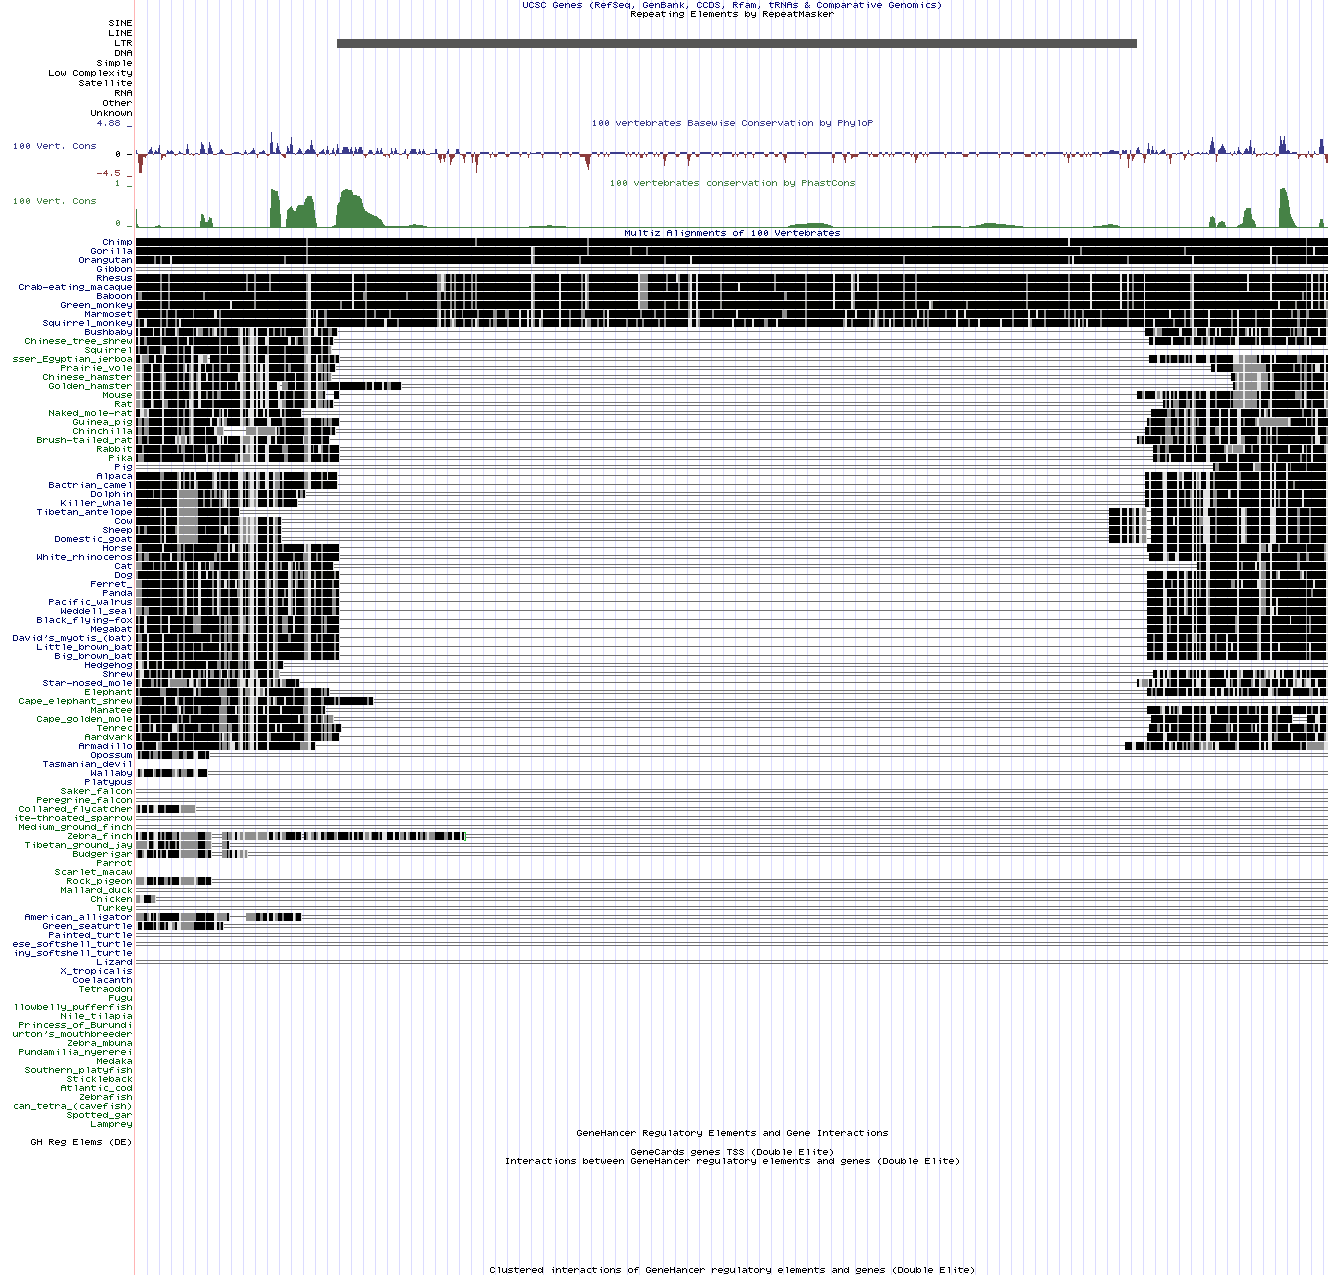 UCSC Genes (RefSeq, GenBank, CCDS, Rfam, tRNAs & Comparative Genomics)
Repeating Elements by RepeatMasker
SINE
LINE
LTR
DNA
Simple
Low Complexity
Satellite
RNA
Other
Unknown
4.88 _
100 vertebrates Basewise Conservation by PhyloP
100 Vert. Cons
0 _
-4.5 _
1 _
100 vertebrates conservation by PhastCons
100 Vert. Cons
0 _
Multiz Alignments of 100 Vertebrates
Chimp
Gorilla
Orangutan
Gibbon
Rhesus
Crab-eating_macaque
Baboon
Green_monkey
Marmoset
Squirrel_monkey
Bushbaby
Chinese_tree_shrew
Squirrel
sser_Egyptian_jerboa
Prairie_vole
Chinese_hamster
Golden_hamster
Mouse
Rat
Naked_mole-rat
Guinea_pig
Chinchilla
Brush-tailed_rat
Rabbit
Pika
Pig
Alpaca
Bactrian_camel
Dolphin
Killer_whale
Tibetan_antelope
Cow
Sheep
Domestic_goat
Horse
White_rhinoceros
Cat
Dog
Ferret_
Panda
Pacific_walrus
Weddell_seal
Black_flying-fox
Megabat
David's_myotis_(bat)
Little_brown_bat
Big_brown_bat
Hedgehog
Shrew
Star-nosed_mole
Elephant
Cape_elephant_shrew
Manatee
Cape_golden_mole
Tenrec
Aardvark
Armadillo
Opossum
Tasmanian_devil
Wallaby
Platypus
Saker_falcon
Peregrine_falcon
Collared_flycatcher
ite-throated_sparrow
Medium_ground_finch
Zebra_finch
Tibetan_ground_jay
Budgerigar
Parrot
Scarlet_macaw
Rock_pigeon
Mallard_duck
Chicken
Turkey
American_alligator
Green_seaturtle
Painted_turtle
ese_softshell_turtle
iny_softshell_turtle
Lizard
X_tropicalis
Coelacanth
Tetraodon
Fugu
llowbelly_pufferfish
Nile_tilapia
Princess_of_Burundi
urton's_mouthbreeder
Zebra_mbuna
Pundamilia_nyererei
Medaka
Southern_platyfish
Stickleback
Atlantic_cod
Zebrafish
can_tetra_(cavefish)
Spotted_gar
Lamprey
GeneHancer Regulatory Elements and Gene Interactions
GH Reg Elems (DE)
GeneCards genes TSS (Double Elite)
Interactions between GeneHancer regulatory elements and genes (Double Elite)
Clustered interactions of GeneHancer regulatory elements and genes (Double Elite)